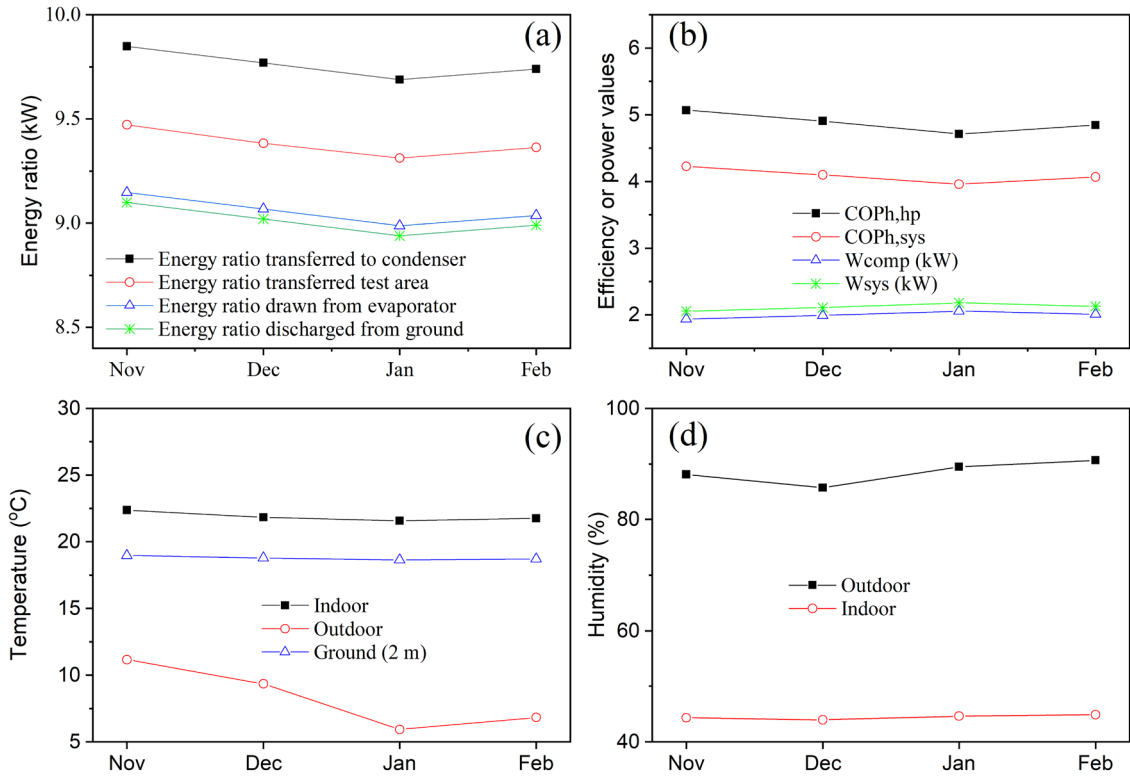 (a)
Energy ratio (kW)
10.0
9.5
9.0
8.5
Energy ratio transferred to condenser
Energy ratio transferred test area
Energy ratio drawn from evaporator
Energy ratio discharged from ground
Nov Dec Jan Feb
(b)
Efficiency or power values
6
5
4
3
2
COPh,hp
COPh,sys
Wcomp (kW)
Wsys (kW)
Nov Dec Jan Feb
(c)
Temperature (°C)
30
25
20
15
10
5
Indoor
Outdoor
Ground (2 m)
Nov Dec Jan Feb
(d)
Humidity (%)
100
80
60
40
Outdoor
Indoor
Nov Dec Jan Feb